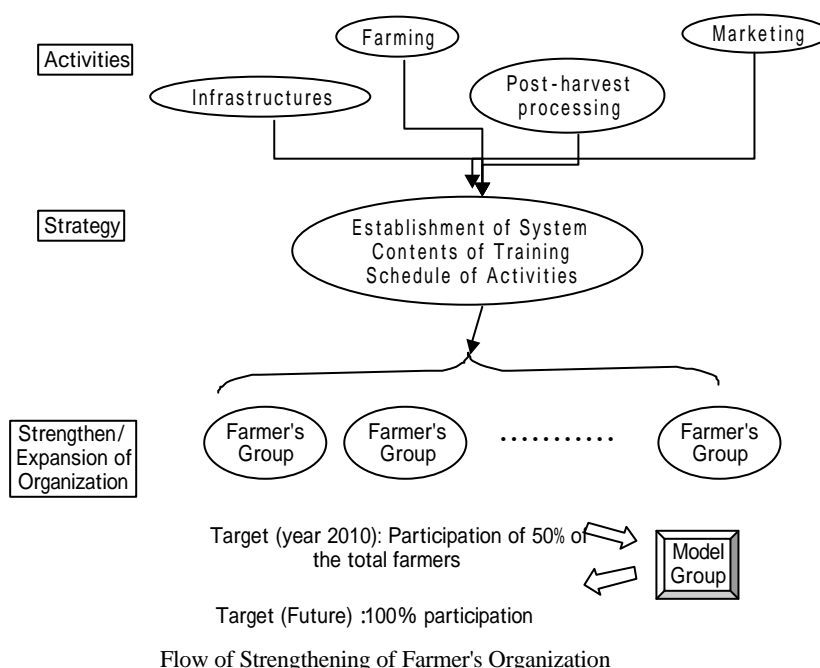 Farming
Marketing
Activities
Infrastructures
Post-harvest
processing
Strategy
Establishment of System
Contents of Training
Schedule of Activities
Strengthen/
Expansion of
Organization
Farmer's
Group
Farmer's
Group
...........
Farmer's
Group
Target (year 2010): Participation of 50% of
the total farmers
Model
Group
Target (Future) :100% participation
Flow of Strengthening of Farmer's Organization